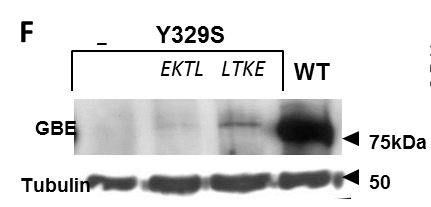 F
Y329S
– EKTL LTKE WT
GBE
75kDa
Tubulin 50